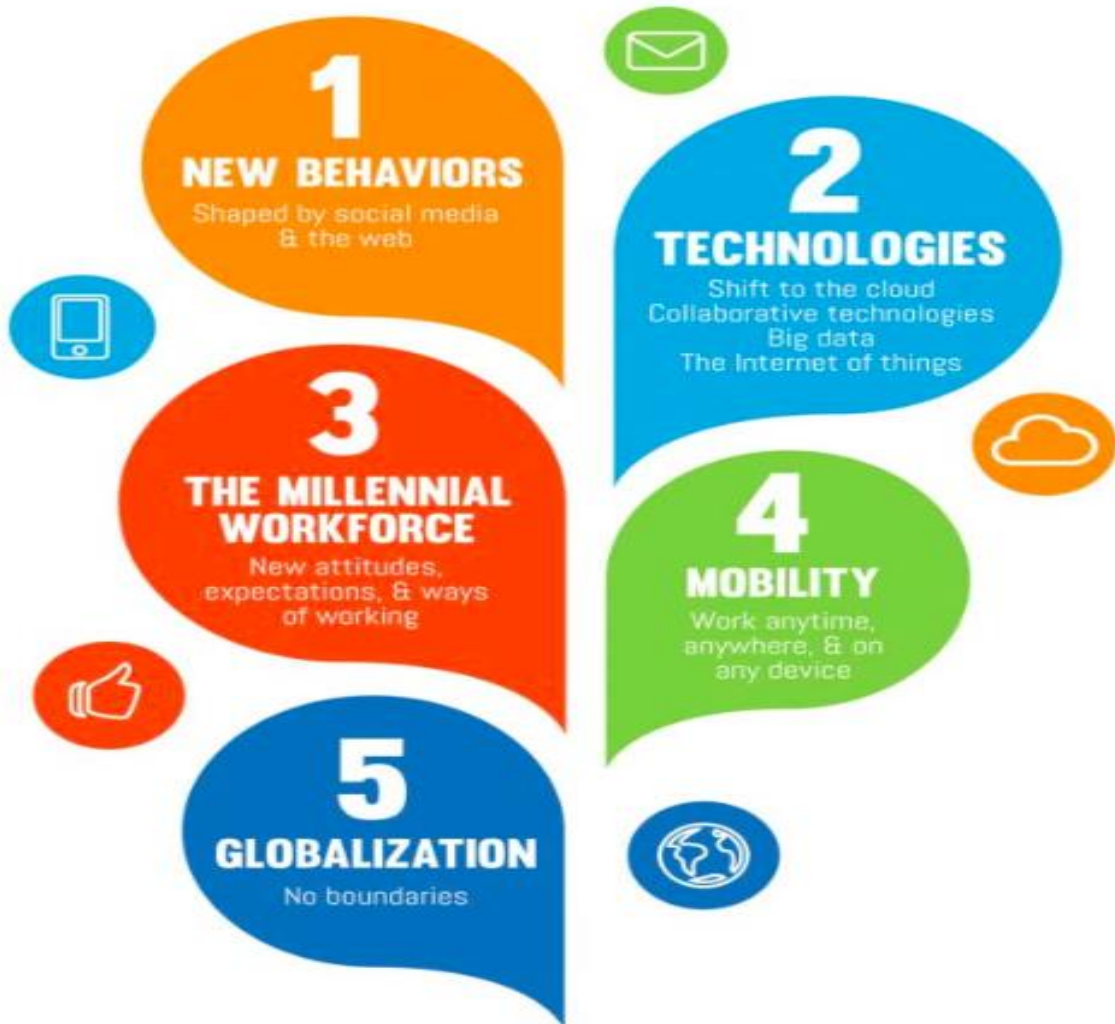 1
NEW BEHAVIORS
Shaped by social media
& the web
2
TECHNOLOGIES
Shift to the cloud
Collaborative technologies
Big data
The Internet of things
3
THE MILLENNIAL
WORKFORCE
New attitudes,
expectations, & ways
of working
4
MOBILITY
Work anytime,
anywhere, & on
any device
5
GLOBALIZATION
No boundaries